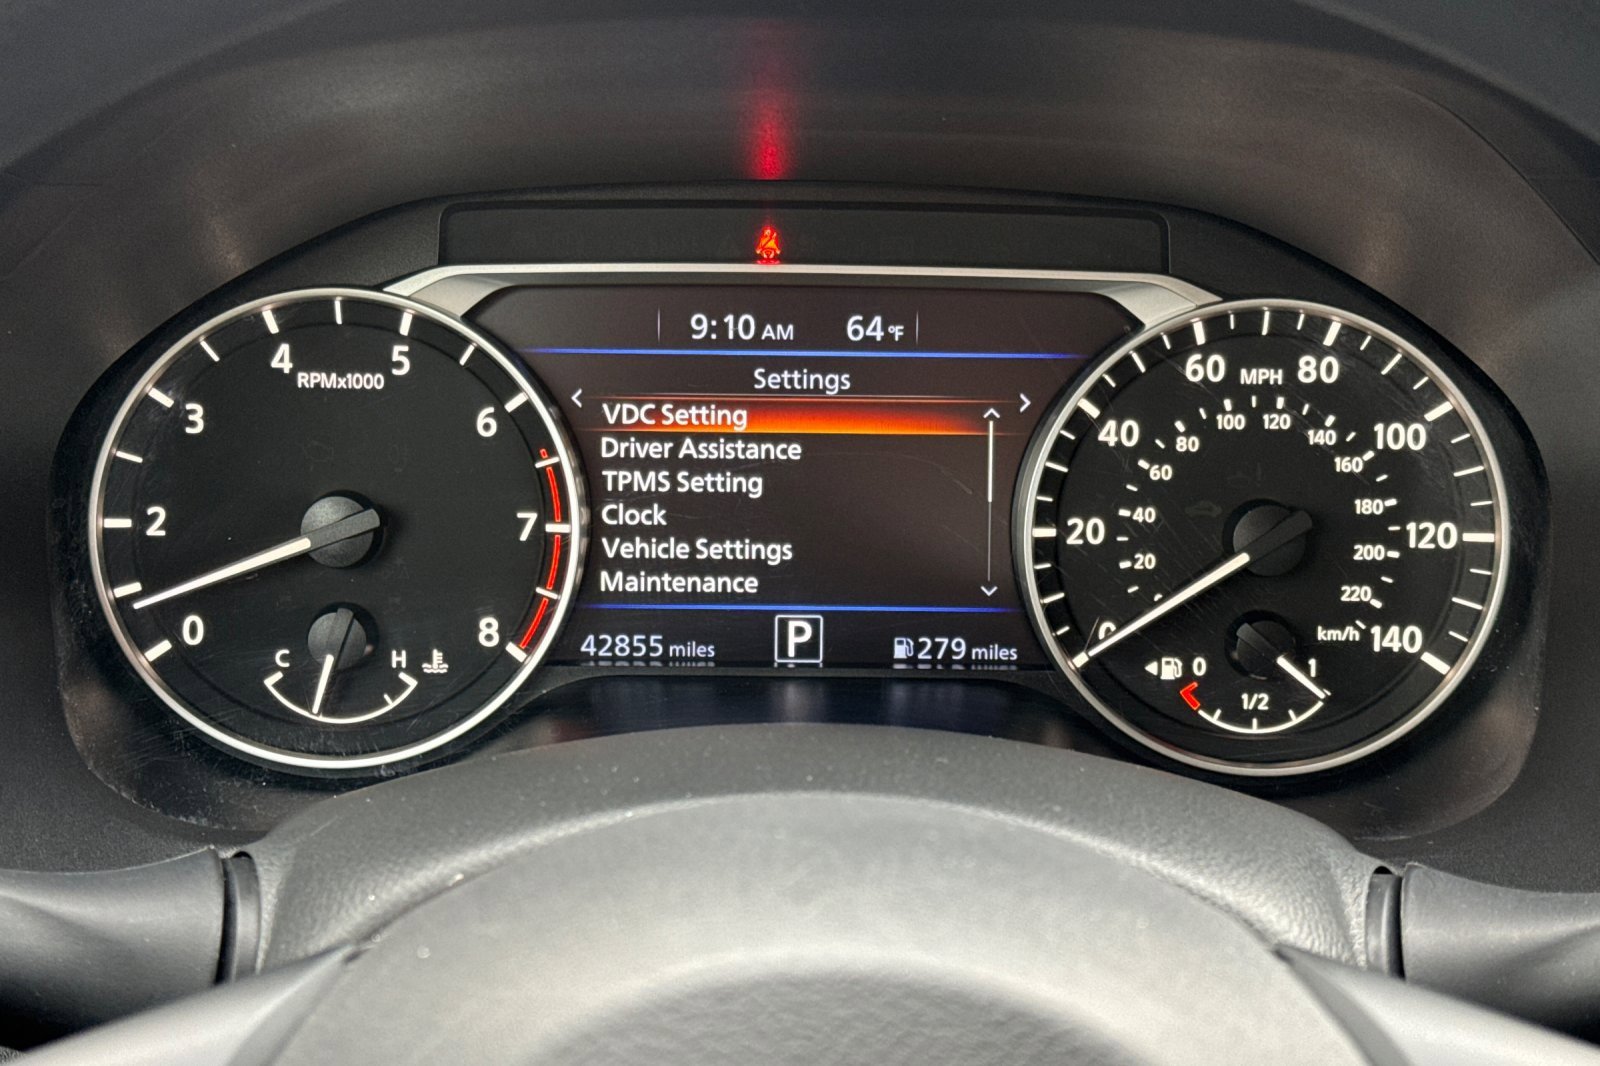 9:10 AM 64°F
Settings
VDC Setting
Driver Assistance
TPMS Setting
Clock
Vehicle Settings
Maintenance
42855 miles P 279 miles
0
2
3
4
5
6
7
8
RPMx1000
C H
0
20
40
60
80
100
120
140
MPH
20
40
60
80
100
120
140
160
180
200
220
km/h
0 1/2 1